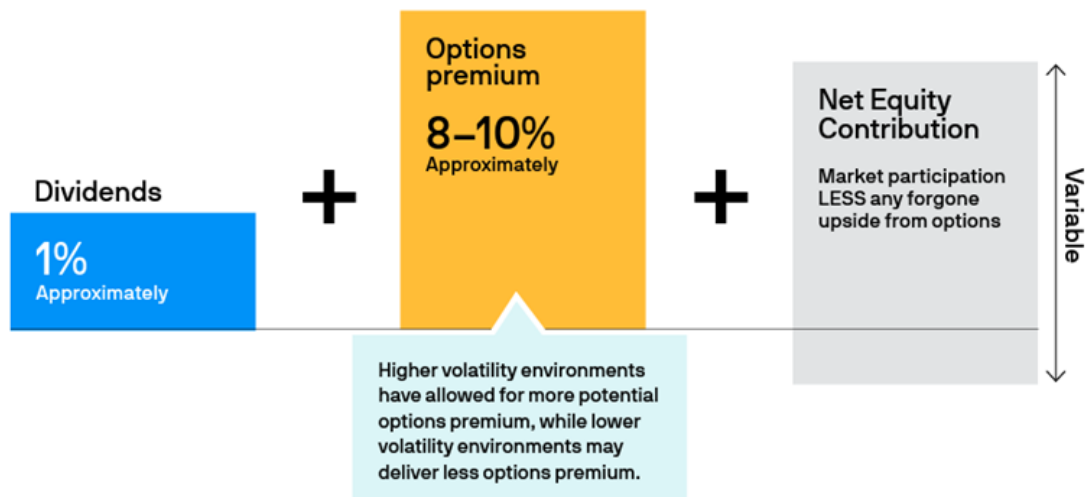 Dividends
1%
Approximately
+
Options
premium
8–10%
Approximately
Higher volatility environments
have allowed for more potential
options premium, while lower
volatility environments may
deliver less options premium.
+
Net Equity
Contribution
Market participation
LESS any forgone
upside from options
Variable